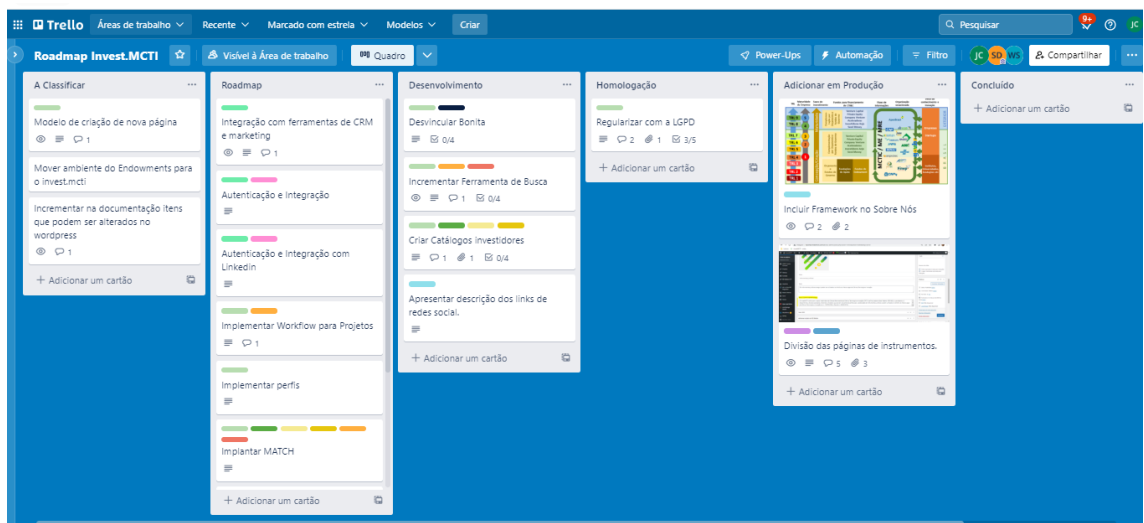 Trello
Áreas de trabalho
Recente
Marcado com estrela
Modelos
Criar
Pesquisar
9+
JC
Roadmap Invest.MCTI
Visível à Área de trabalho
Quadro
Power-Ups
Automação
Filtro
JC
SD
WS
Compartilhar
A Classificar
Modelo de criação de nova página
1
Mover ambiente do Endowments para
o invest.mcti
Incrementar na documentação itens
que podem ser alterados no
wordpress
1
+ Adicionar um cartão
Roadmap
Integração com ferramentas de CRM
e marketing
1
Autenticação e Integração
Autenticação e Integração com
Linkedin
Implementar Workflow para Projetos
1
Implementar perfis
Implantar MATCH
+ Adicionar um cartão
Desenvolvimento
Desvincular Bonita
0/4
Incrementar Ferramenta de Busca
1 0/4
Criar Catálogos Investidores
1 1 0/4
Apresentar descrição dos links de
redes social.
+ Adicionar um cartão
Homologação
Regularizar com a LGPD
2 1 3/5
+ Adicionar um cartão
Adicionar em Produção
MCTIC / ME / MRE
Incluir Framework no Sobre Nós
2 2
Divisão das páginas de instrumentos.
5 3
+ Adicionar um cartão
Concluído
+ Adicionar um cartão